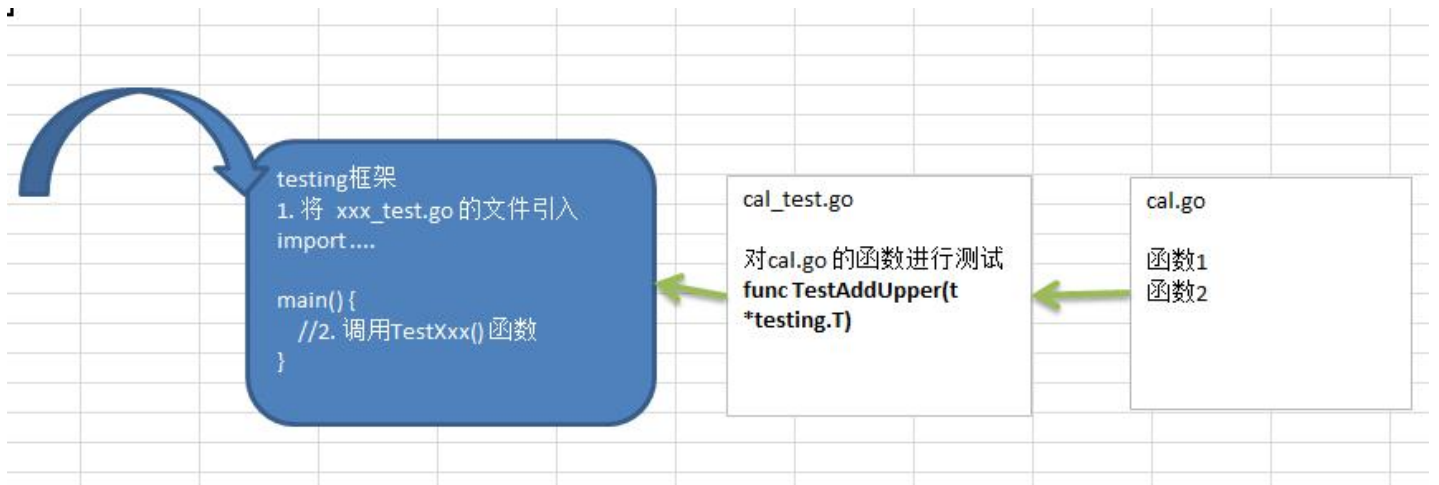 testing框架
1. 将 xxx_test.go 的文件引入
import ....
main() {
//2. 调用TestXxx() 函数
}
cal_test.go
对cal.go 的函数进行测试
func TestAddUpper(t
*testing.T)
cal.go
函数1
函数2